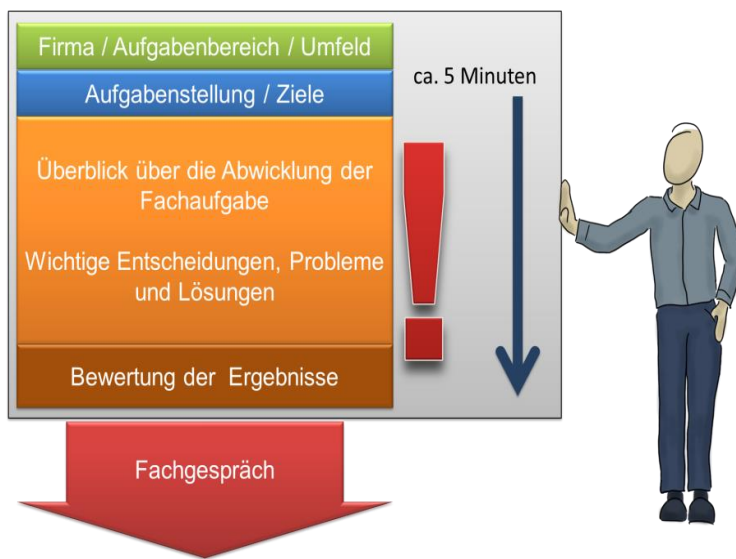 Firma / Aufgabenbereich / Umfeld
Aufgabenstellung / Ziele
ca. 5 Minuten
Überblick über die Abwicklung der
Fachaufgabe
Wichtige Entscheidungen, Probleme
und Lösungen
!
Bewertung der Ergebnisse
Fachgespräch